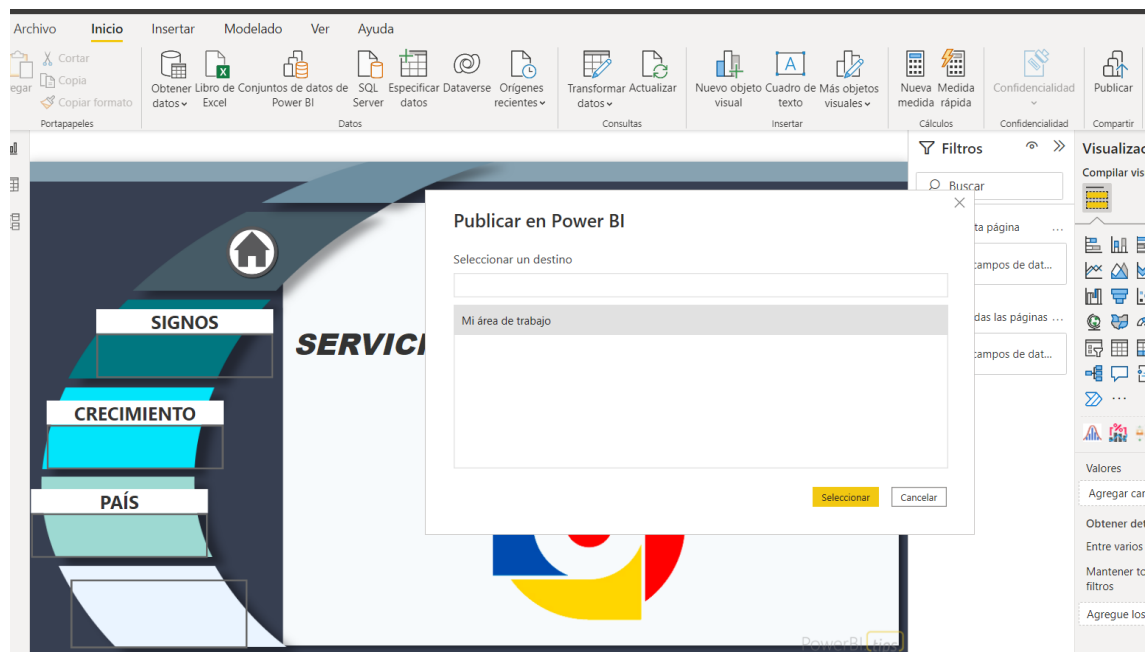 Archivo Inicio Insertar Modelado Ver Ayuda
Cortar
Copia
Copiar formato
Portapapeles
Obtener datos
Libro de Excel
Conjuntos de datos de Power BI
SQL Server
Especificar datos
Dataverse
Orígenes recientes
Datos
Transformar datos
Actualizar
Consultas
Nuevo objeto visual
Cuadro de texto
Más objetos visuales
Insertar
Nueva medida
Medida rápida
Cálculos
Confidencialidad
Confidencialidad
Publicar
Compartir
Filtros
Buscar
ta página ...
campos de dat...
das las páginas ...
campos de dat...
Visualizac
Compilar vis
Valores
Agregar car
Obtener det
Entre varios
Mantener to
filtros
Agregue los
SIGNOS
CRECIMIENTO
PAÍS
SERVICI
Publicar en Power BI
Seleccionar un destino
Mi área de trabajo
Seleccionar
Cancelar
PowerBI tips